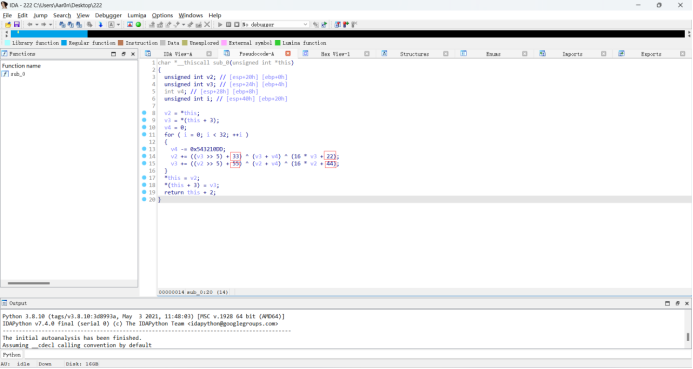 IDA - 222 C:\Aar0n\Desktop\222
File Edit Jump Search View Debugger Lumina Options Windows Help
No debugger
Library function Regular function Instruction Data Unexplored External symbol Lumina function
Functions
IDA View-A Pseudocode-A Hex View-1 Structures Enums Imports Exports
Function name
sub_0
1 char *__thiscall sub_0(unsigned int *this)
2 {
3 unsigned int v2; // [esp+20h] [ebp+0h]
4 unsigned int v3; // [esp+24h] [ebp+4h]
5 int v4; // [esp+28h] [ebp+8h]
6 unsigned int i; // [esp+40h] [ebp+20h]
7
8 v2 = *this;
9 v3 = *(this + 3);
10 v4 = 0;
11 for ( i = 0; i < 32; ++i )
12 {
13 v4 -= 0x543210DD;
14 v2 += ((v3 >> 5) + 33) ^ (v3 + v4) ^ (16 * v3 + 22);
15 v3 += ((v2 >> 5) + 55) ^ (v2 + v4) ^ (16 * v2 + 44);
16 }
17 *this = v2;
18 *(this + 3) = v3;
19 return this + 2;
20 }
00000014 sub_0:20 (14)
Output
Python 3.8.10 (tags/v3.8.10:3d8993a, May 3 2021, 11:48:03) [MSC v.1928 64 bit (AMD64)]
IDAPython v7.4.0 final (serial 0) (c) The IDAPython Team <idapython@googlegroups.com>
The initial autoanalysis has been finished.
Assuming __cdecl calling convention by default
Python
AU: idle Down Disk: 16GB